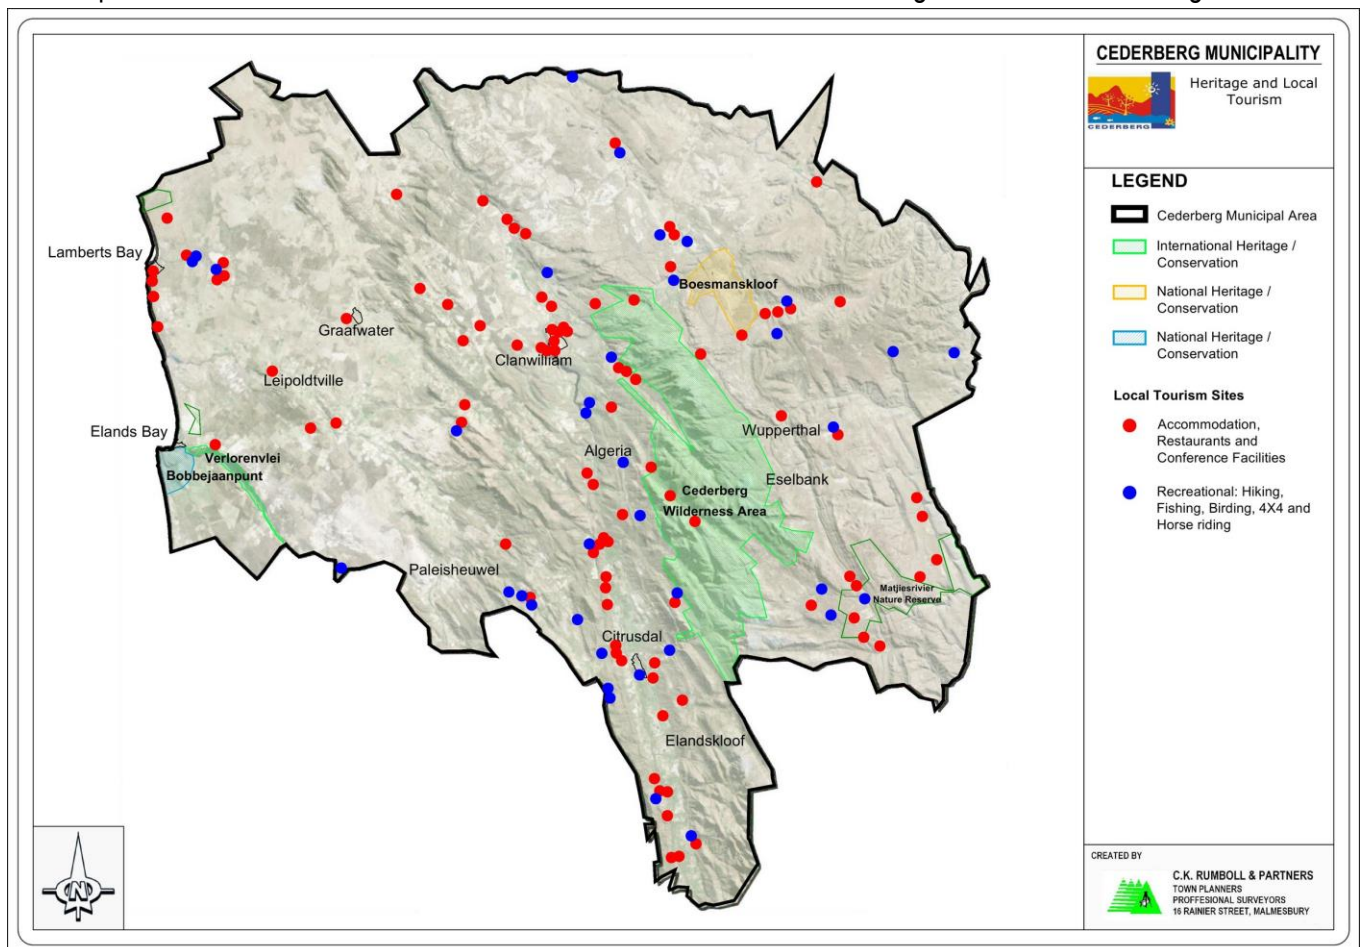 CEDERBERG MUNICIPALITY
Heritage and Local
Tourism
CEDERBERG
LEGEND
Cederberg Municipal Area
International Heritage /
Conservation
National Heritage /
Conservation
National Heritage /
Conservation
Local Tourism Sites
Accommodation,
Restaurants and
Conference Facilities
Recreational: Hiking,
Fishing, Birding, 4X4 and
Horse riding
Lamberts Bay
Boesmanskloof
Graafwater
Clanwilliam
Leipoldtville
Elands Bay
Wupperthal
Verlorenvlei
Algeria
Bobbejaanpunt
Eselbank
Cederberg
Wilderness Area
Paleisheuwel
Matjiesrivier
Nature Reserve
Citrusdal
Elandskloof
N
CREATED BY
C.K. RUMBOLL & PARTNERS
TOWN PLANNERS
PROFFESIONAL SURVEYORS
16 RAINIER STREET, MALMESBURY